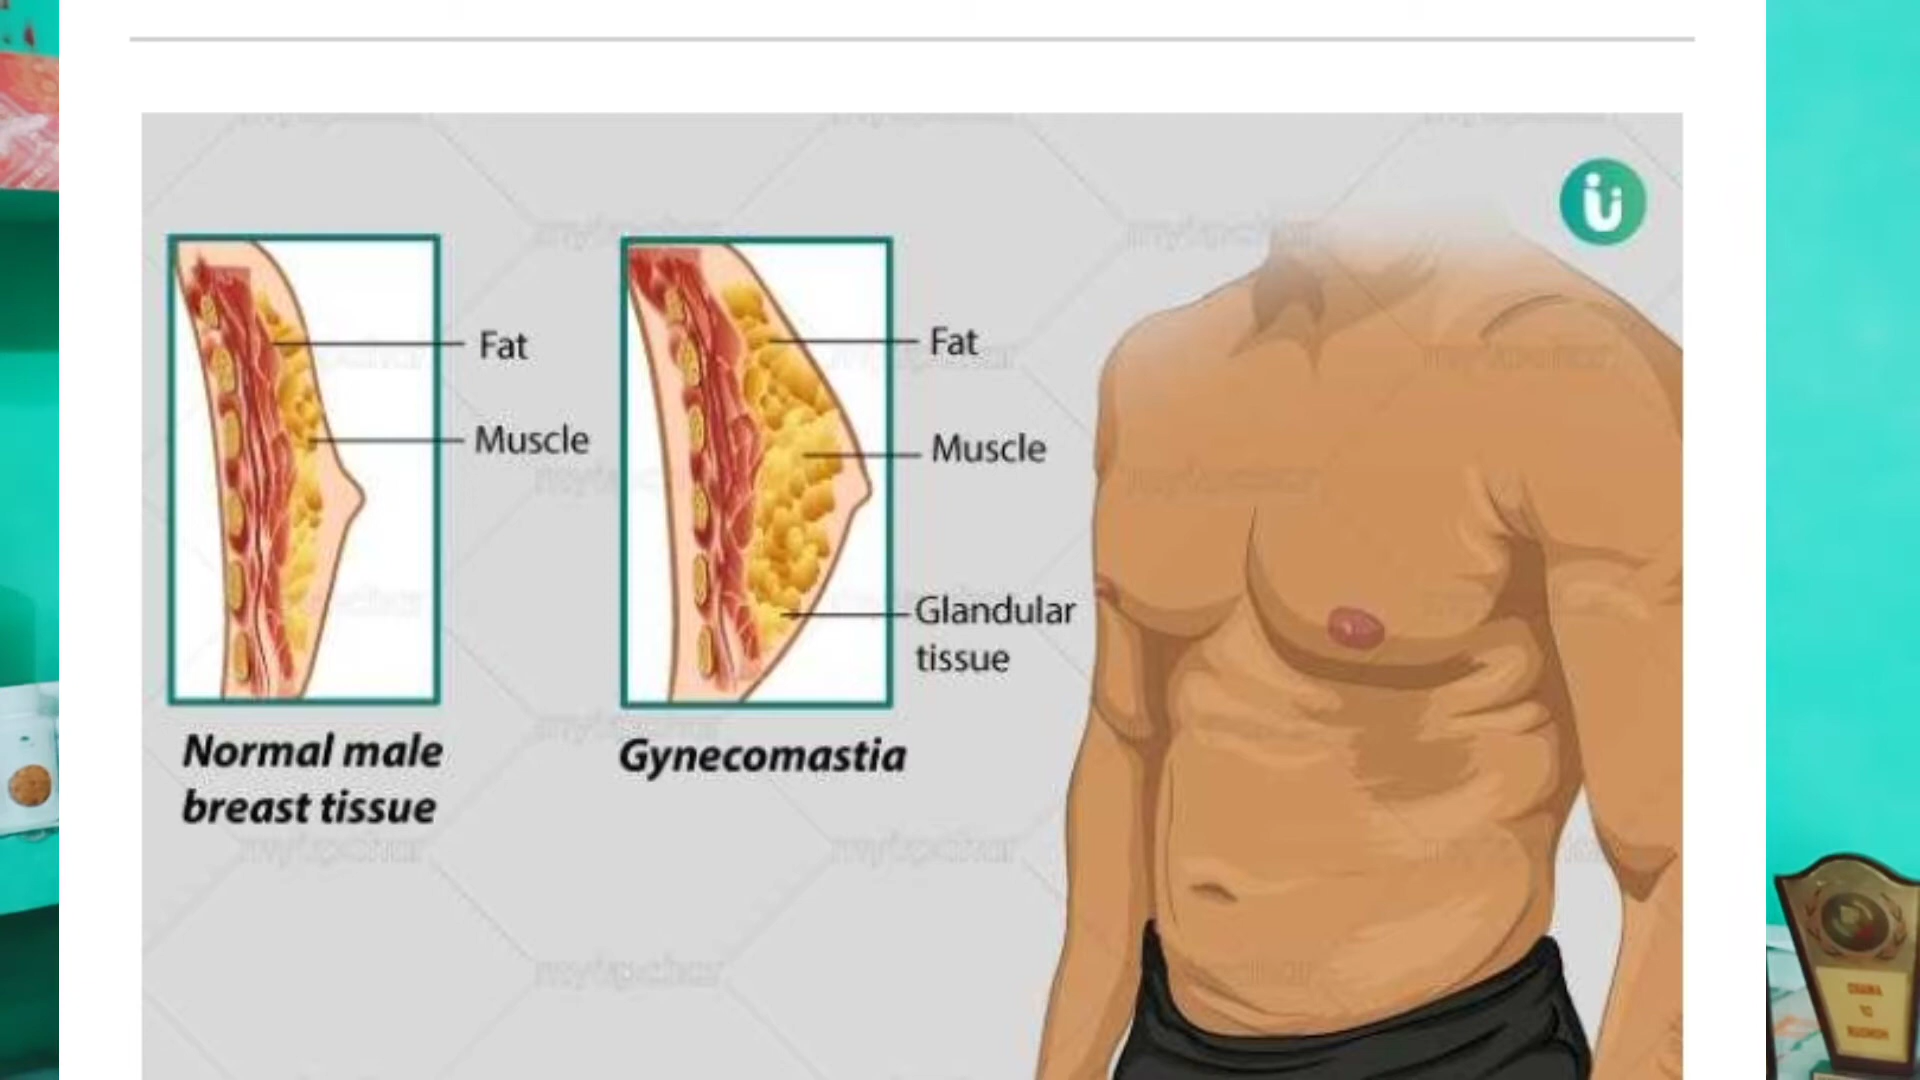 Fat
Muscle
Normal male
breast tissue
Fat
Muscle
Glandular
tissue
Gynecomastia